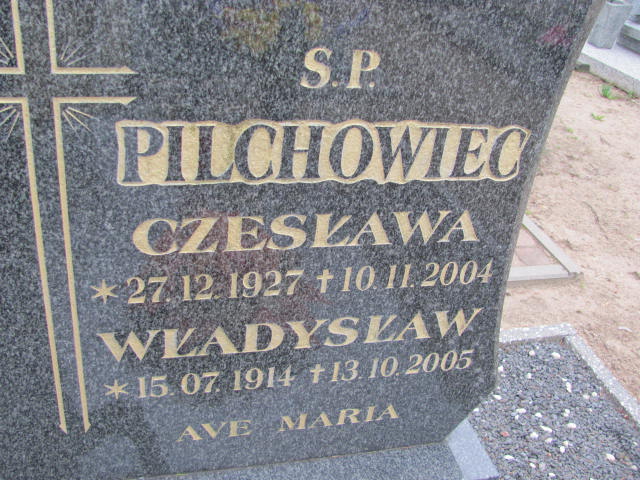 S.P.
PILCHOWIEC
CZESŁAWA
* 27.12.1927 † 10.11.2004
WŁADYSŁAW
* 15.07.1914 † 13.10.2005
AVE MARIA